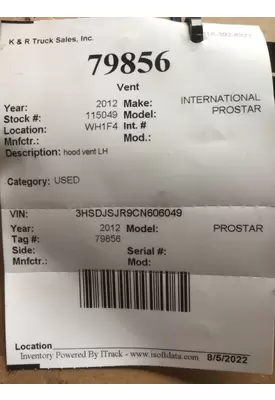 K & R Truck Sales, Inc.
79856
Vent
Year: 2012 Make: INTERNATIONAL
Stock #: 115049 Model: PROSTAR
Location: WH1F4 Int. #
Mnfctr.: Mod.:
Description: hood vent LH
Category: USED
VIN: 3HSDJSJR9CN606049
Year: 2012 Model: PROSTAR
Tag #: 79856
Side: Serial#:
Mnfctr.: Mod:
Location
Inventory Powered By ITrack - www.isoftdata.com 8/5/2022